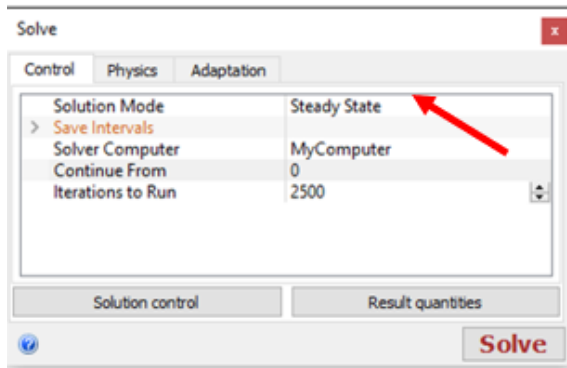 Solve
x
Control Physics Adaptation
Solution Mode Steady State
> Save Intervals
Solver Computer MyComputer
Continue From 0
Iterations to Run 2500
Solution control Result quantities
? Solve